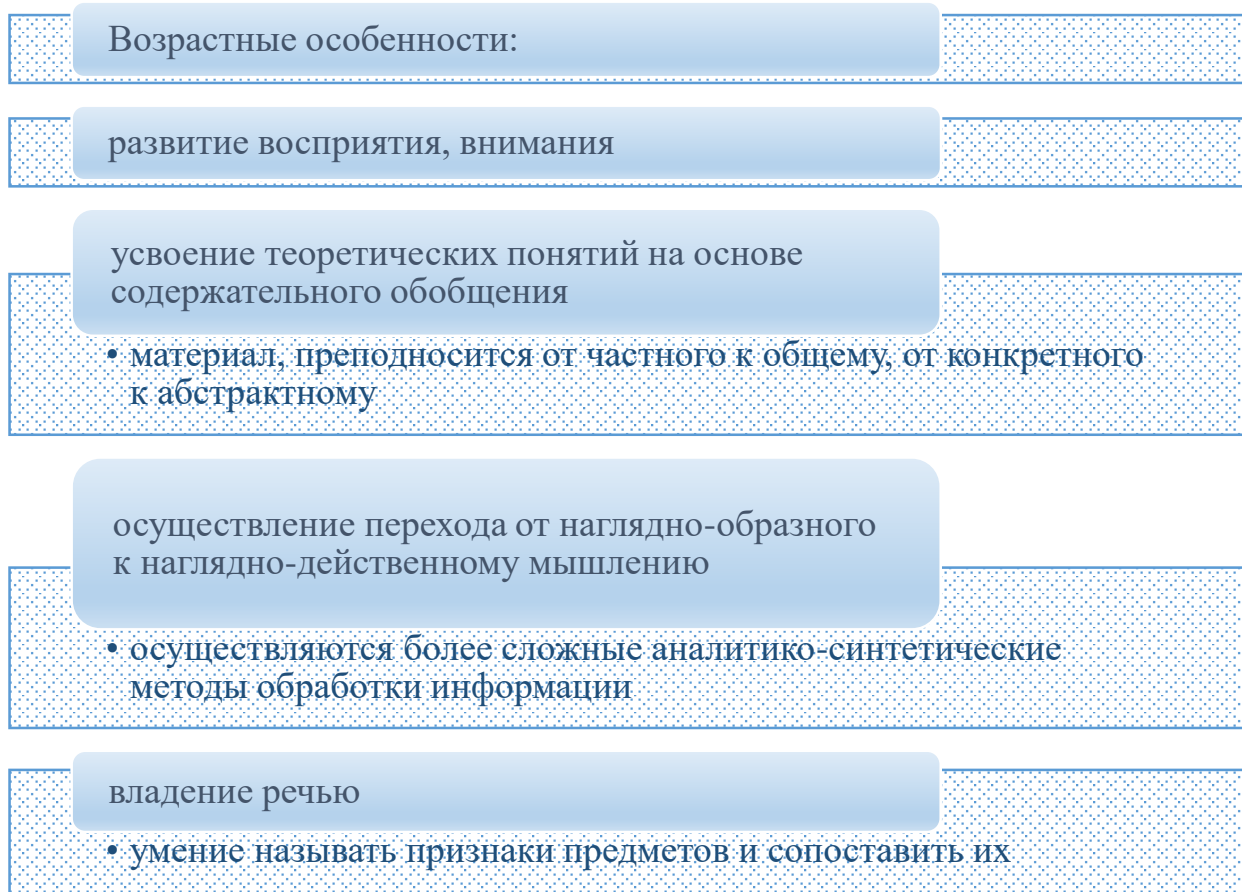 Возрастные особенности:
развитие восприятия, внимания
усвоение теоретических понятий на основе
содержательного обобщения
• материал, преподносится от частного к общему, от конкретного
к абстрактному
осуществление перехода от наглядно-образного
к наглядно-действенному мышлению
• осуществляются более сложные аналитико-синтетические
методы обработки информации
владение речью
• умение называть признаки предметов и сопоставить их